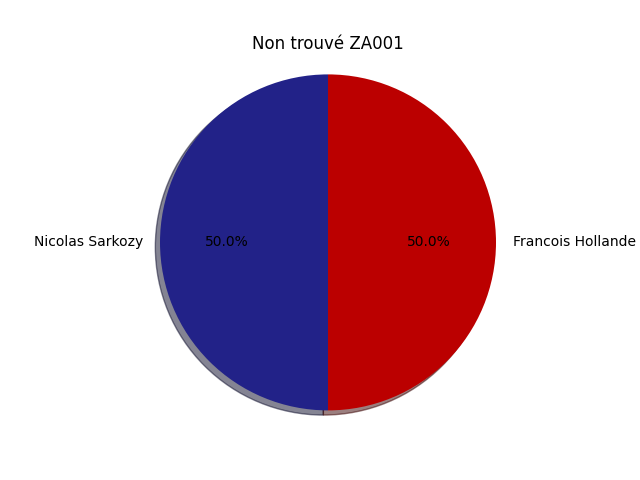 Non trouvé ZA001
Nicolas Sarkozy
50.0%
50.0%
Francois Hollande